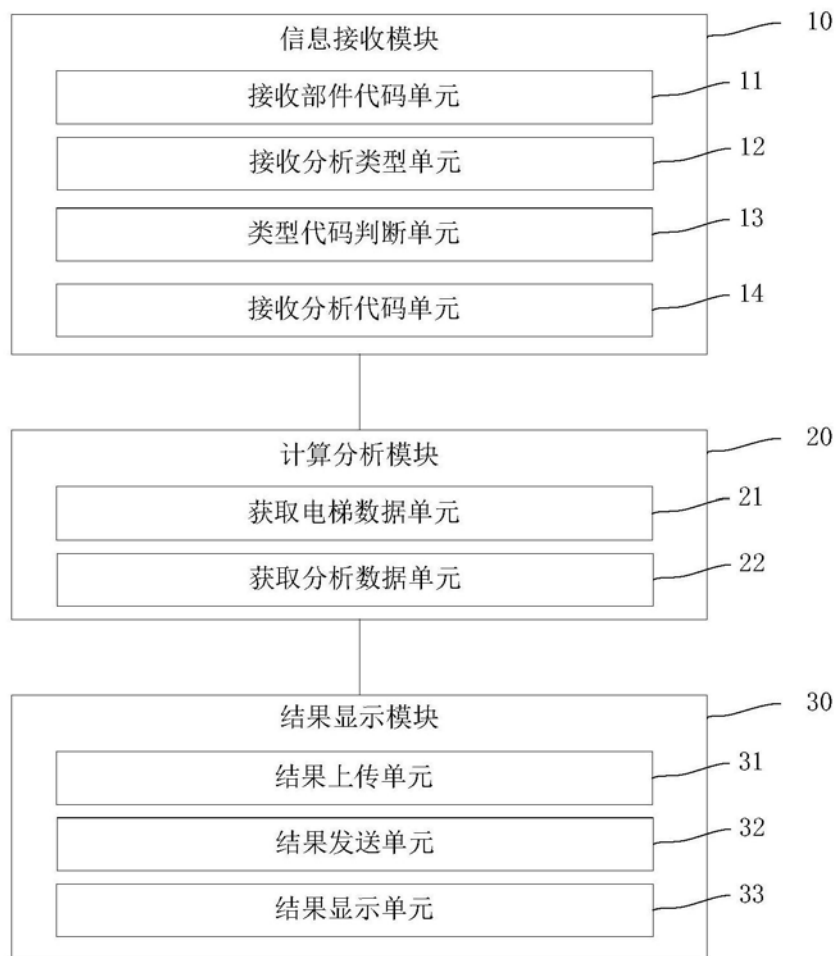 信息接收模块 10
接收部件代码单元 11
接收分析类型单元 12
类型代码判断单元 13
接收分析代码单元 14
计算分析模块 20
获取电梯数据单元 21
获取分析数据单元 22
结果显示模块 30
结果上传单元 31
结果发送单元 32
结果显示单元 33